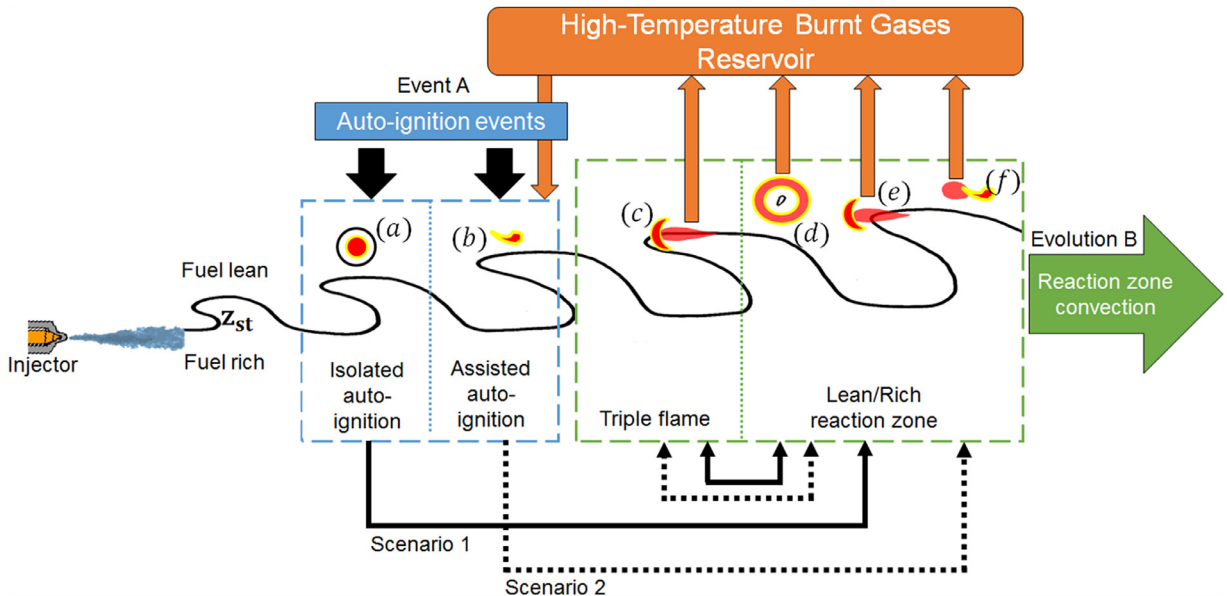 High-Temperature Burnt Gases
Reservoir
Event A
Auto-ignition events
(a)
(b)
(c)
(d)
(e)
(f)
Fuel lean
Z_st
Fuel rich
Injector
Isolated
auto-
ignition
Assisted
auto-
ignition
Triple flame
Lean/Rich
reaction zone
Evolution B
Reaction zone
convection
Scenario 1
Scenario 2